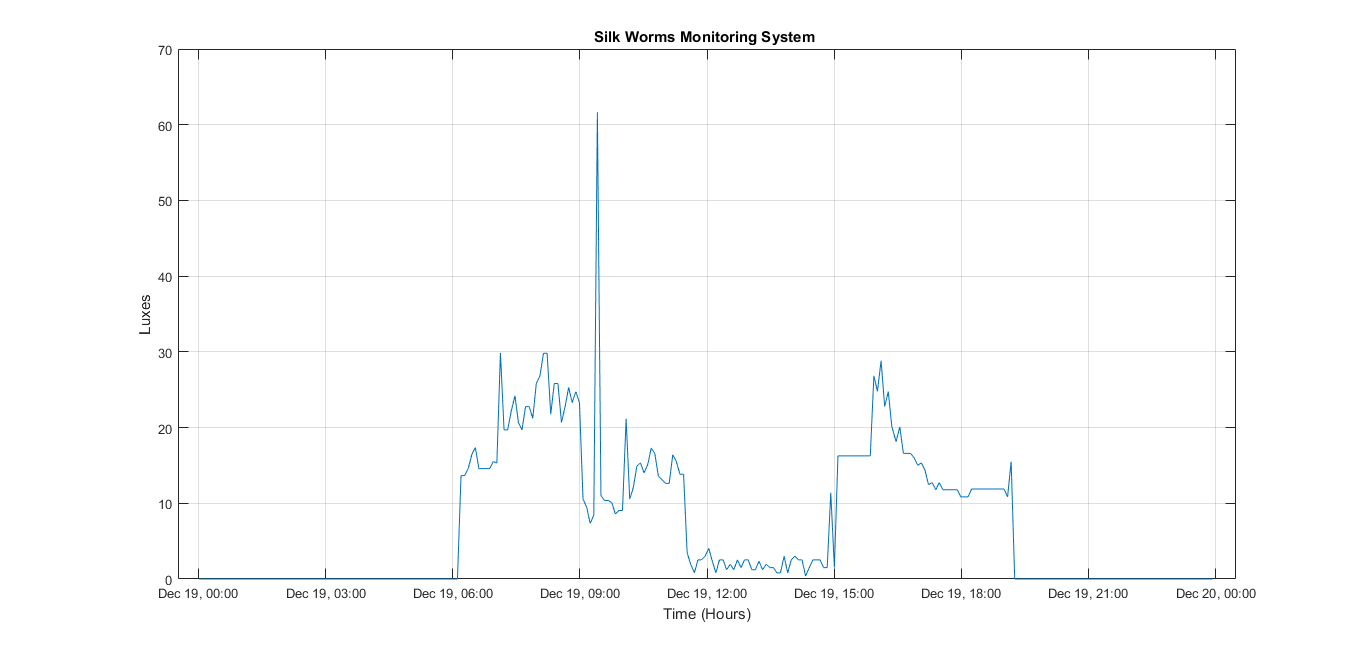 Silk Worms Monitoring System
70
60
50
40
30
20
10
0
Luxes
Dec 19, 00:00 Dec 19, 03:00 Dec 19, 06:00 Dec 19, 09:00 Dec 19, 12:00 Dec 19, 15:00 Dec 19, 18:00 Dec 19, 21:00 Dec 20, 00:00
Time (Hours)